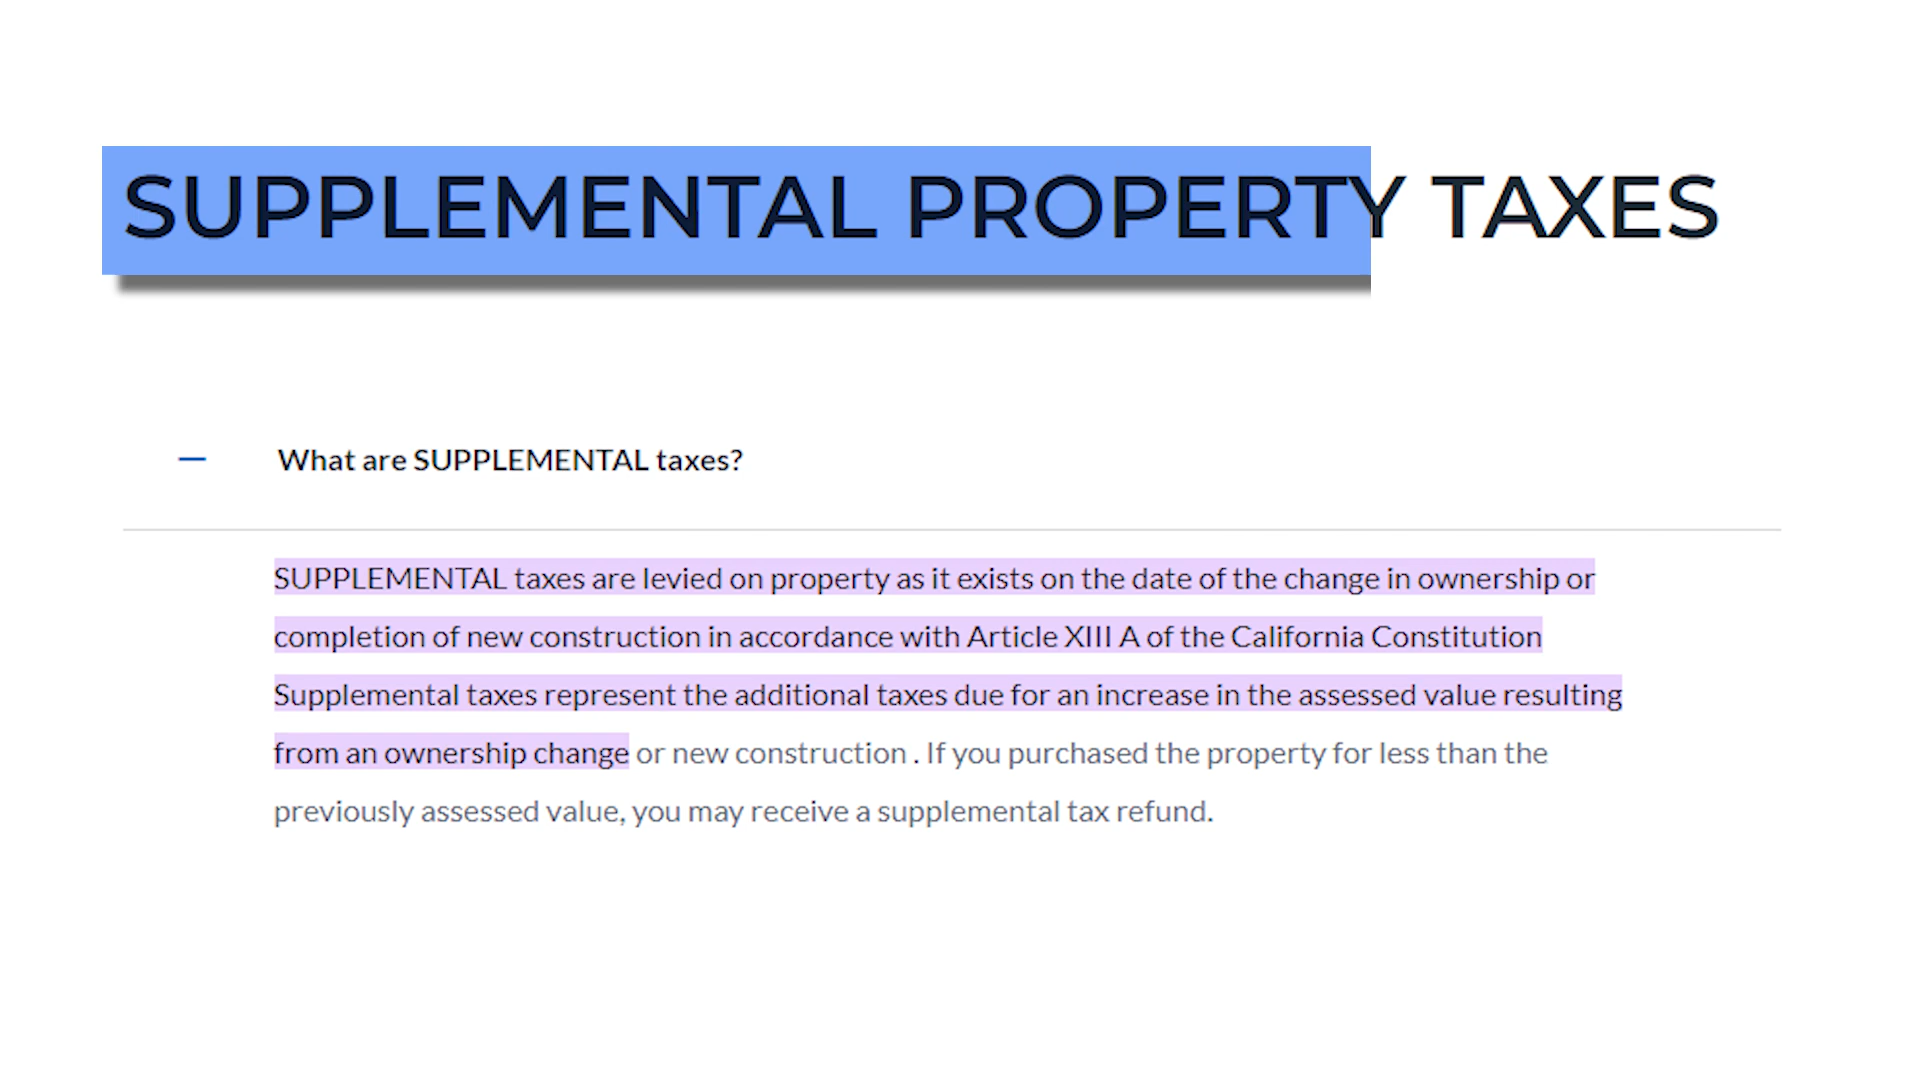 SUPPLEMENTAL PROPERTY TAXES
What are SUPPLEMENTAL taxes?
SUPPLEMENTAL taxes are levied on property as it exists on the date of the change in ownership or
completion of new construction in accordance with Article XIII A of the California Constitution
Supplemental taxes represent the additional taxes due for an increase in the assessed value resulting
from an ownership change or new construction . If you purchased the property for less than the
previously assessed value, you may receive a supplemental tax refund.